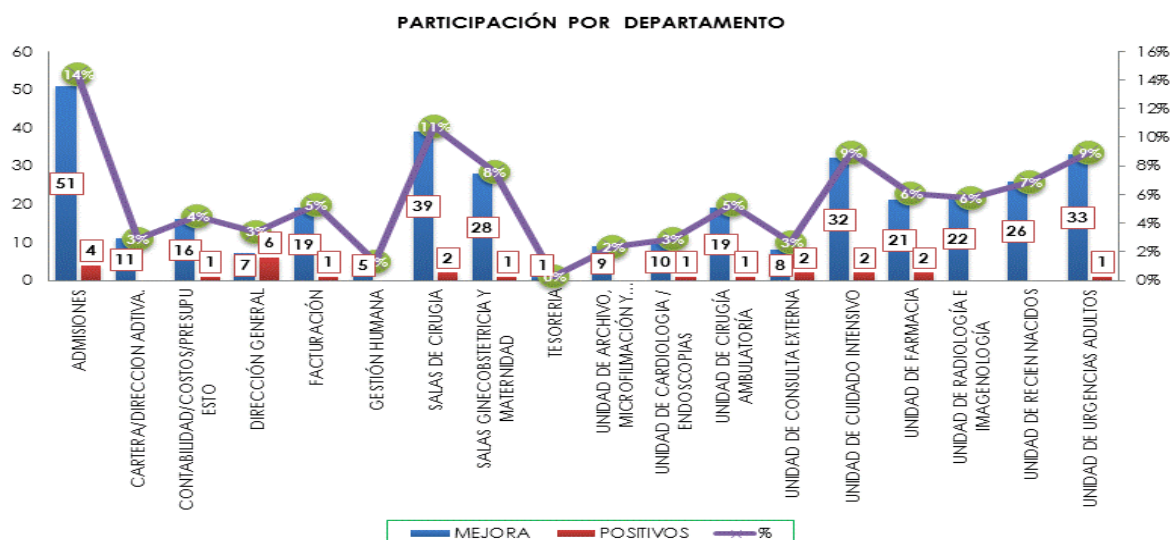 PARTICIPACIÓN POR DEPARTAMENTO
60
50
40
30
20
10
0
16%
14%
12%
10%
8%
6%
4%
2%
0%
14%
3%
4%
3%
5%
11%
8%
0%
2%
3%
5%
3%
9%
6%
6%
7%
9%
51
11
16
7
19
5
39
28
1
9
10
19
8
32
21
22
26
33
4
1
6
1
2
1
1
1
2
2
2
1
ADMISIONES
CARTERA/DIRECCION ADTIVA.
CONTABILIDAD/COSTOS/PRESUPU
ESTO
DIRECCIÓN GENERAL
FACTURACIÓN
GESTIÓN HUMANA
SALAS DE CIRUGIA
SALAS GINECOBSTETRICIA Y
MATERNIDAD
TESORERIA
UNIDAD DE ARCHIVO,
MICROFILMACIÓN Y...
UNIDAD DE CARDIOLOGIA /
ENDOSCOPIAS
UNIDAD DE CIRUGÍA
AMBULATORÍA
UNIDAD DE CONSULTA EXTERNA
UNIDAD DE CUIDADO INTENSIVO
UNIDAD DE FARMACIA
UNIDAD DE RADIOLOGÍA E
IMAGENOLOGÍA
UNIDAD DE RECIEN NACIDOS
UNIDAD DE URGENCIAS ADULTOS
MEJORA
POSITIVOS
%